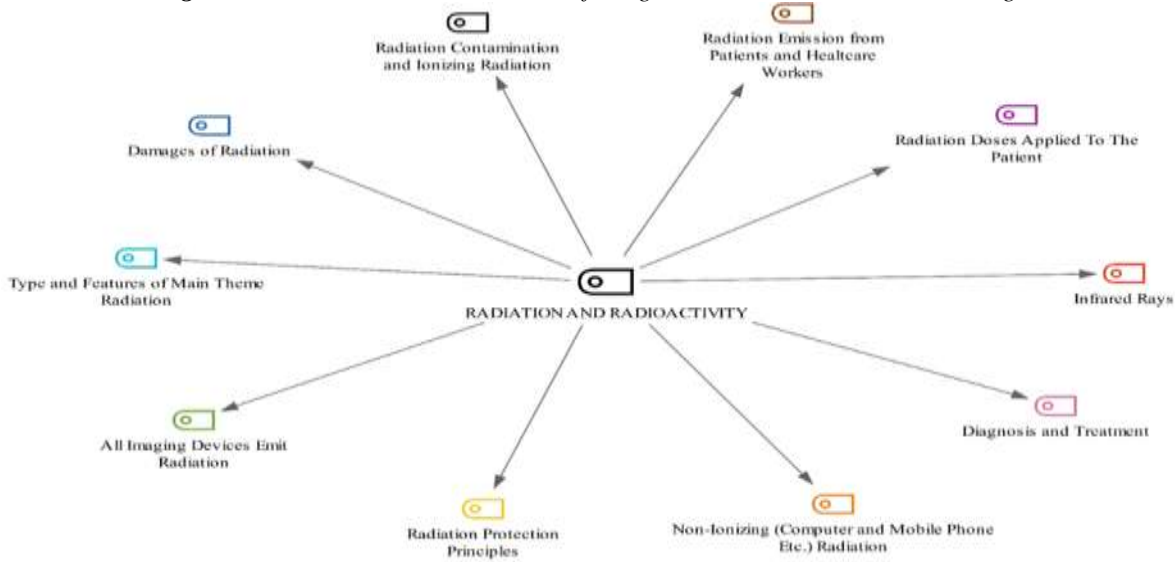 Radiation Contamination
and Ionizing Radiation
Radiation Emission from
Patients and Healtcare
Workers
Damages of Radiation
Radiation Doses Applied To The
Patient
Type and Features of Main Theme
Radiation
Infrared Rays
RADIATION AND RADIOACTIVITY
All Imaging Devices Emit
Radiation
Diagnosis and Treatment
Radiation Protection
Principles
Non-Ionizing (Computer and Mobile Phone
Etc.) Radiation